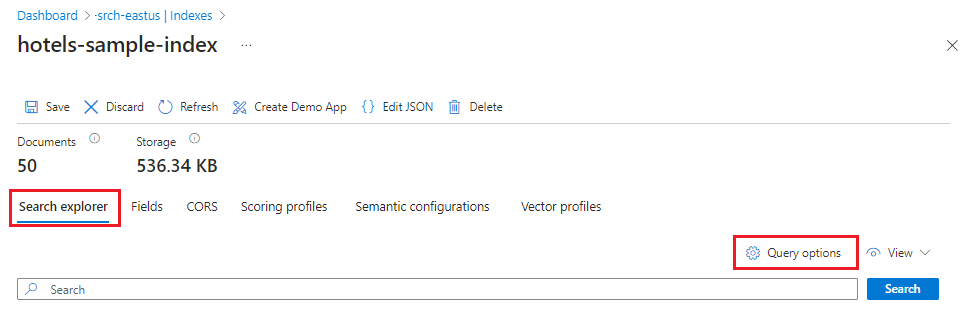 Dashboard > -srch-eastus | Indexes >
hotels-sample-index ...
Save Discard Refresh Create Demo App {} Edit JSON Delete
Documents Storage
50 536.34 KB
Search explorer Fields CORS Scoring profiles Semantic configurations Vector profiles
Query options View
Search Search